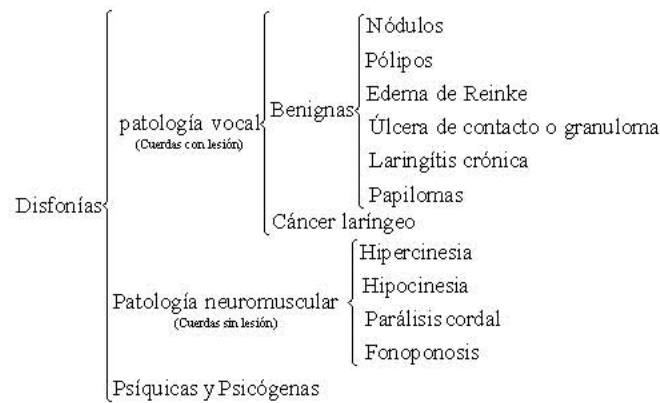 Disfonías
patología vocal
(Cuerdas con lesión)
Benignas
Nódulos
Pólipos
Edema de Reinke
Úlcera de contacto o granuloma
Laringítis crónica
Papilomas
Cáncer laríngeo
Patología neuromuscular
(Cuerdas sin lesión)
Hipercinesia
Hipocinesia
Parálisis cordal
Fonoponosis
Psíquicas y Psicógenas